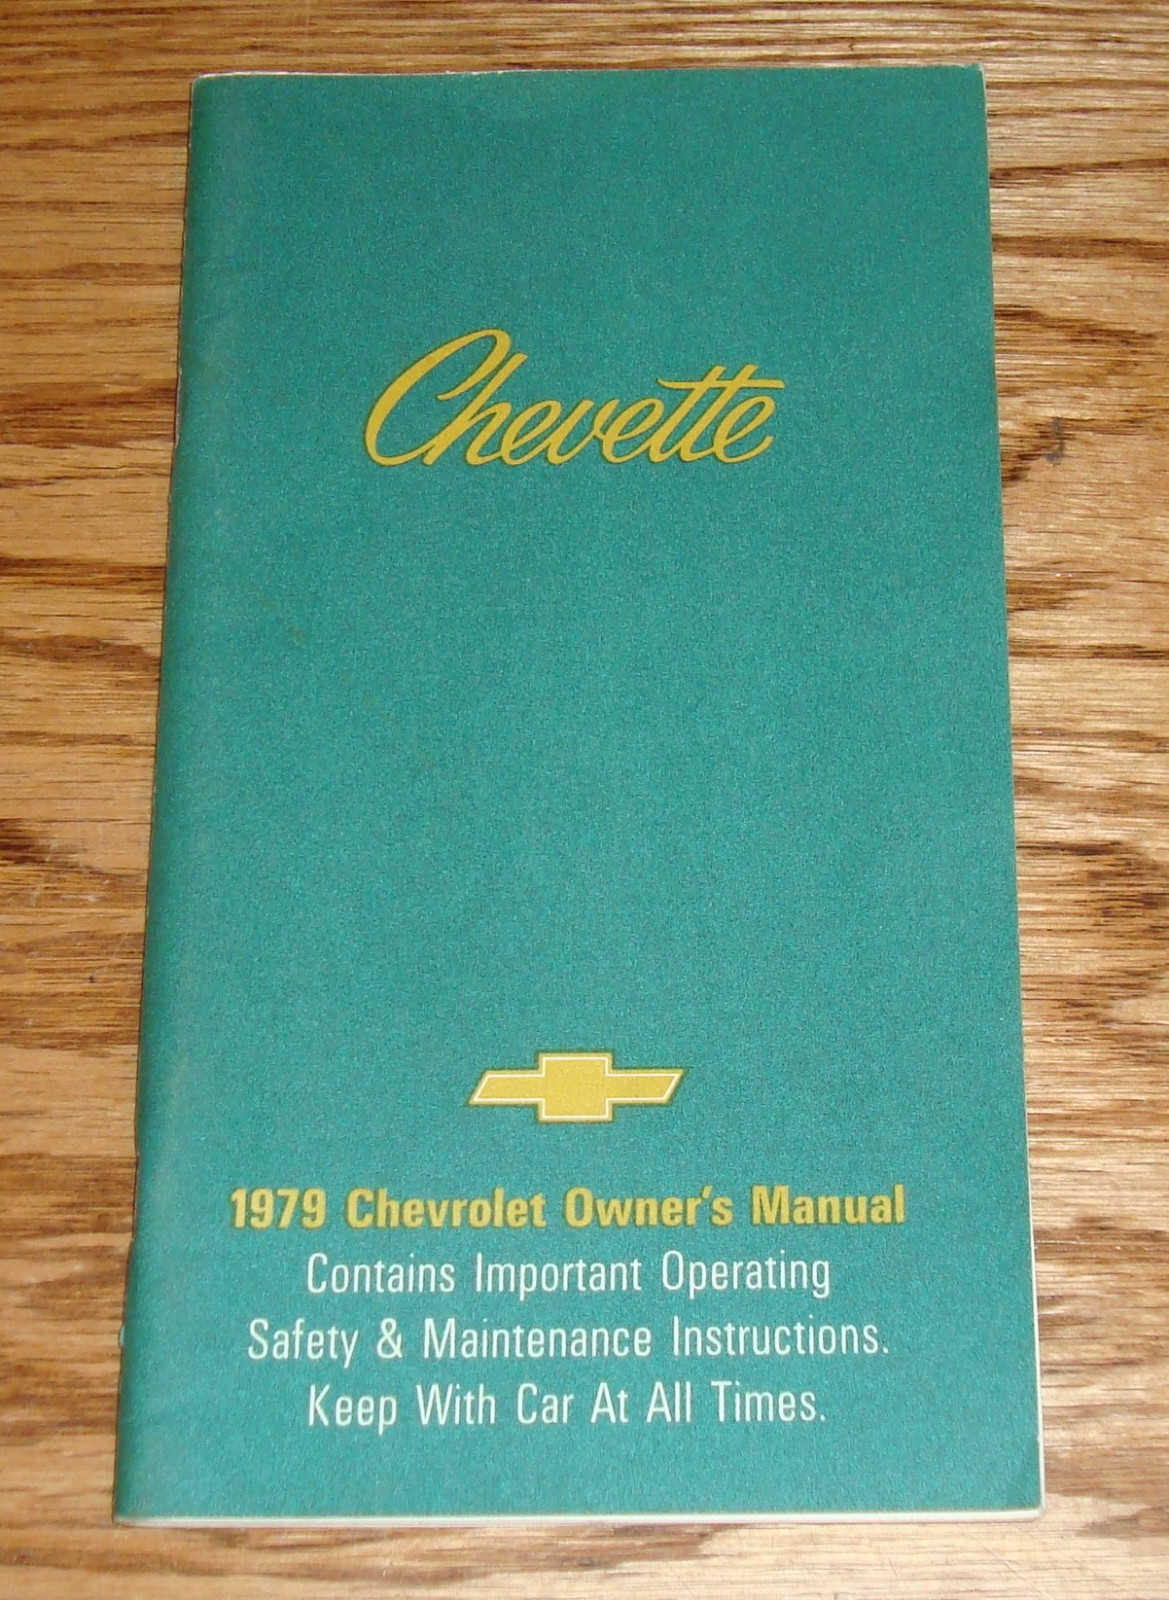 Chevette
1979 Chevrolet Owner's Manual
Contains Important Operating
Safety & Maintenance Instructions.
Keep With Car At All Times.